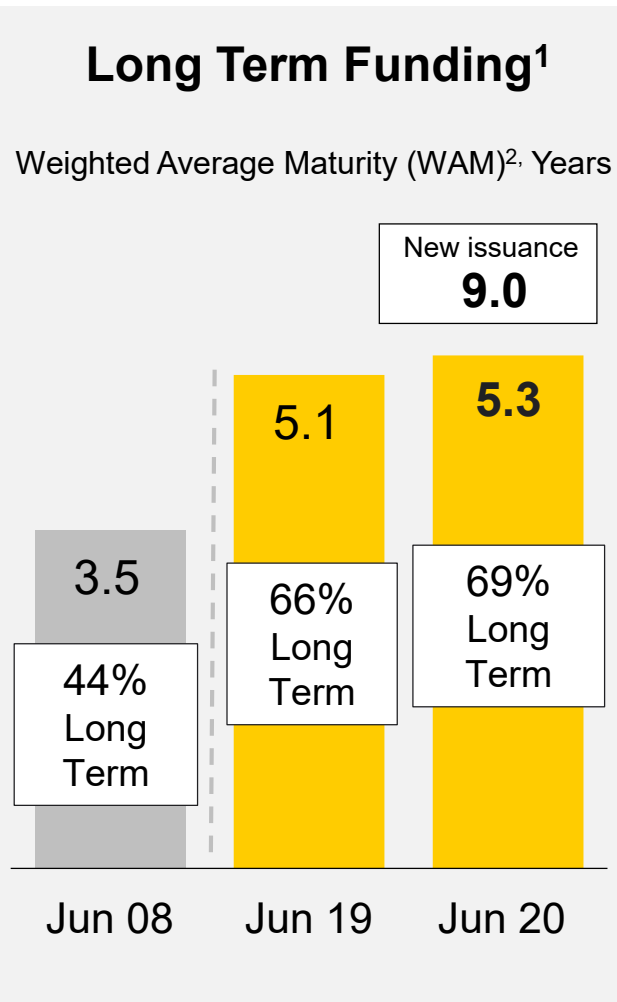 Long Term Funding¹
Weighted Average Maturity (WAM)²˒ Years
New issuance
9.0
3.5
5.1
5.3
44%
Long
Term
66%
Long
Term
69%
Long
Term
Jun 08
Jun 19
Jun 20